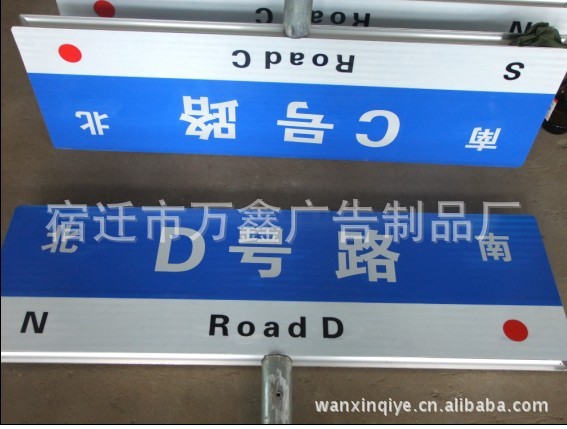 Road C
N
S
Road C
北 C号路 南
宿迁市万鑫广告制品厂
北 D号路 南
N Road D
wanxinqiye.cn.alibaba.com